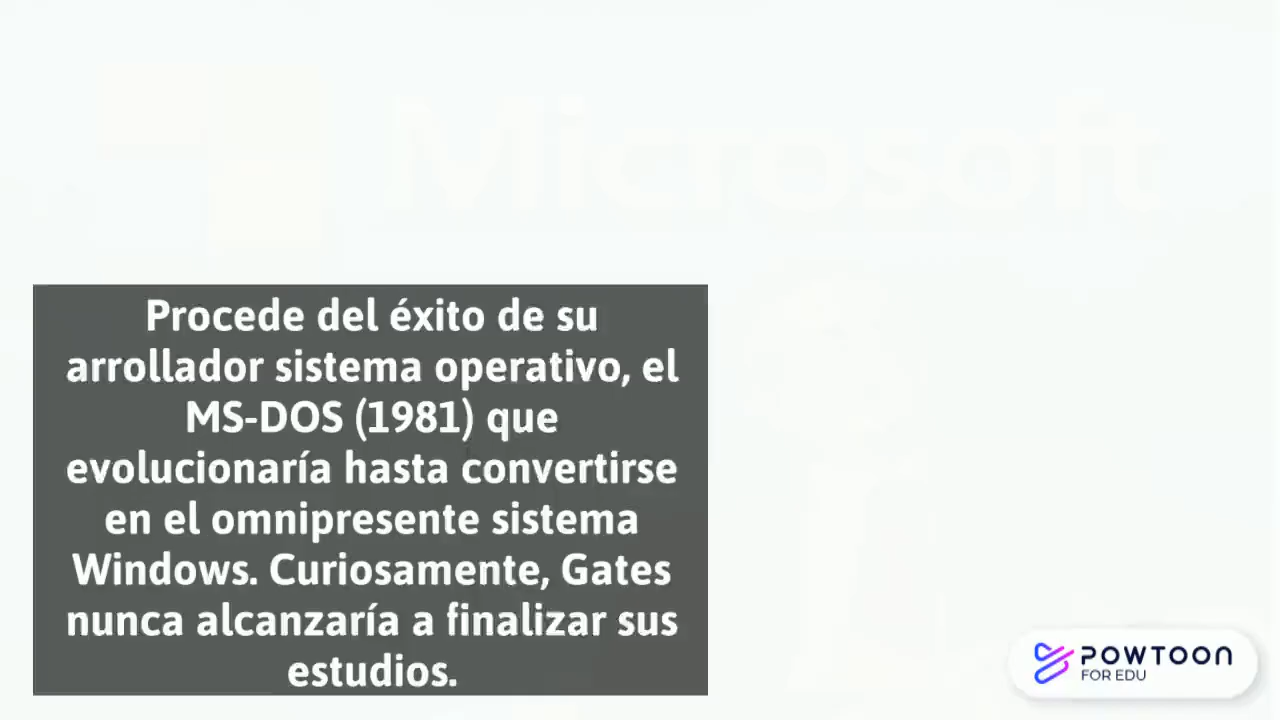 Microsoft
Procede del éxito de su
arrollador sistema operativo, el
MS-DOS (1981) que
evolucionaría hasta convertirse
en el omnipresente sistema
Windows. Curiosamente, Gates
nunca alcanzaría a finalizar sus
estudios.
POWTOON
FOR EDU